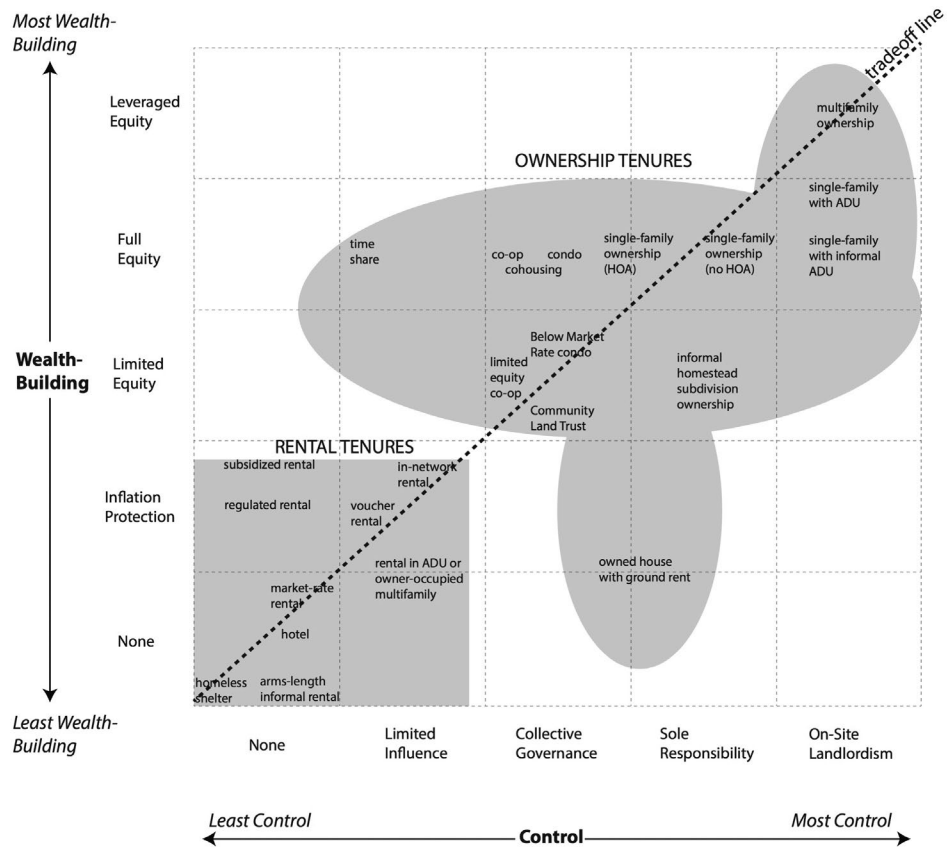 Most Wealth-
Building
tradeoff line
Leveraged
Equity
multifamily
ownership
OWNERSHIP TENURES
single-family
with ADU
Full
Equity
time
share
co-op
condo
cohousing
single-family
ownership
(HOA)
single-family
ownership
(no HOA)
single-family
with informal
ADU
Wealth-
Building
Limited
Equity
Below Market
Rate condo
limited
equity
co-op
Community
Land Trust
informal
homestead
subdivision
ownership
RENTAL TENURES
subsidized rental
in-network
rental
Inflation
Protection
regulated rental
voucher
rental
rental in ADU or
owner-occupied
multifamily
owned house
with ground rent
market-rate
rental
None
hotel
homeless
shelter
arms-length
informal rental
Least Wealth-
Building
None
Limited
Influence
Collective
Governance
Sole
Responsibility
On-Site
Landlordism
Least Control
Control
Most Control